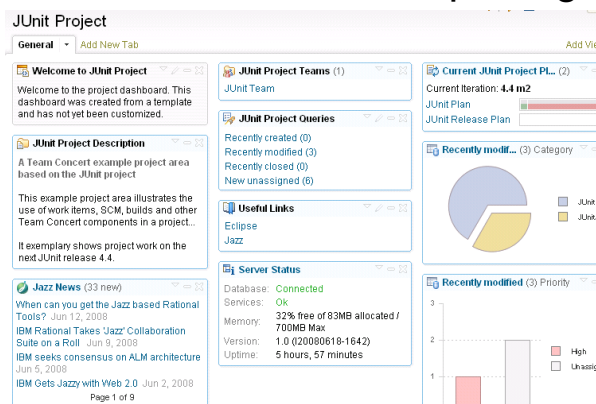 JUnit Project
General
Add New Tab
Add Vie
Welcome to JUnit Project
Welcome to the project dashboard. This
dashboard was created from a template
and has not yet been customized.
JUnit Project Description
A Team Concert example project area
based on the JUnit project
This example project area illustrates the
use of work items, SCM, builds and other
Team Concert components in a project...
It exemplary shows project work on the
next JUnit release 4.4.
Jazz News (33 new)
When can you get the Jazz based Rational
Tools? Jun 12, 2008
IBM Rational Takes 'Jazz' Collaboration
Suite on a Roll Jun 9, 2008
IBM seeks consensus on ALM architecture
Jun 5, 2008
IBM Gets Jazzy with Web 2.0 Jun 2, 2008
Page 1 of 9
JUnit Project Teams (1)
JUnit Team
JUnit Project Queries
Recently created (0)
Recently modified (3)
Recently closed (0)
New unassigned (6)
Useful Links
Eclipse
Jazz
Server Status
Database: Connected
Services: Ok
Memory: 32% free of 83MB allocated /
700MB Max
Version: 1.0 (20080618-1642)
Uptime: 5 hours, 57 minutes
Current JUnit Project Pl... (2)
Current Iteration: 4.4 m2
JUnit Plan
JUnit Release Plan
Recently modif... (3) Category
JUnit
JUnit
Recently modified (3) Priority
3
2
1
High
Unassig